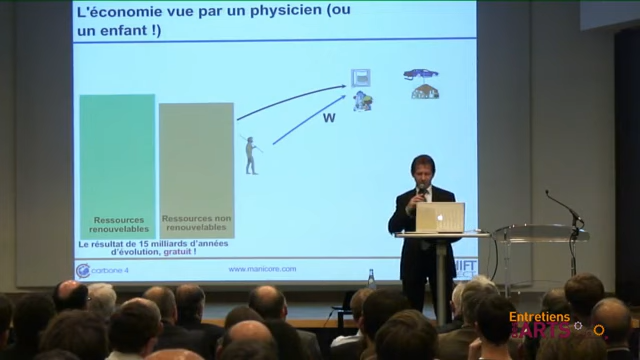 L'économie vue par un physicien (ou
un enfant !)
W
Ressources
renouvelables
Ressources non
renouvelables
Le résultat de 15 milliards d'années
d'évolution, gratuit !
carbone 4
www.manicore.com
Entretiens
ARTS